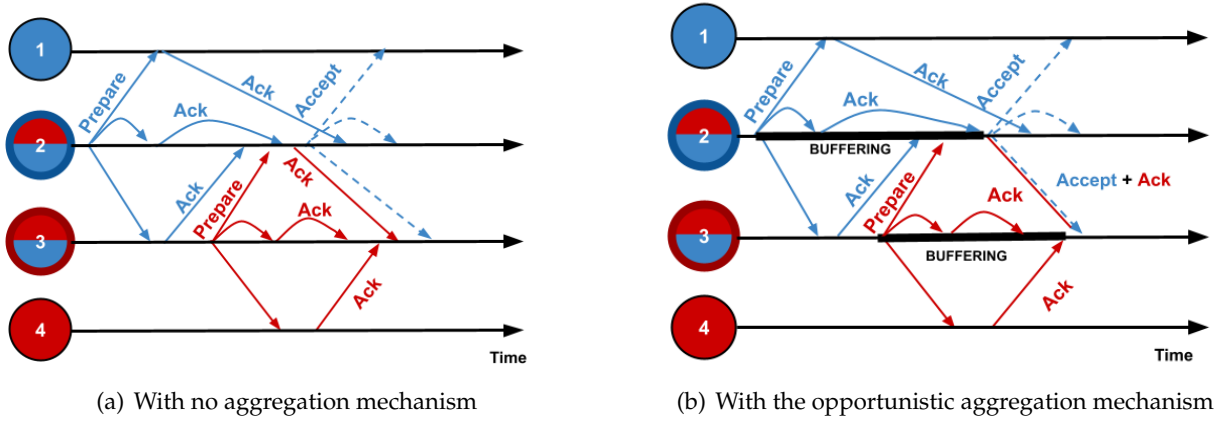 1
Prepare
Ack
Accept
Ack
2
Ack
Prepare
Ack
Ack
3
Ack
4
Time
(a) With no aggregation mechanism
1
Prepare
Ack
Accept
Ack
2
BUFFERING
Ack
Prepare
Ack
Accept + Ack
3
BUFFERING
Ack
4
Time
(b) With the opportunistic aggregation mechanism